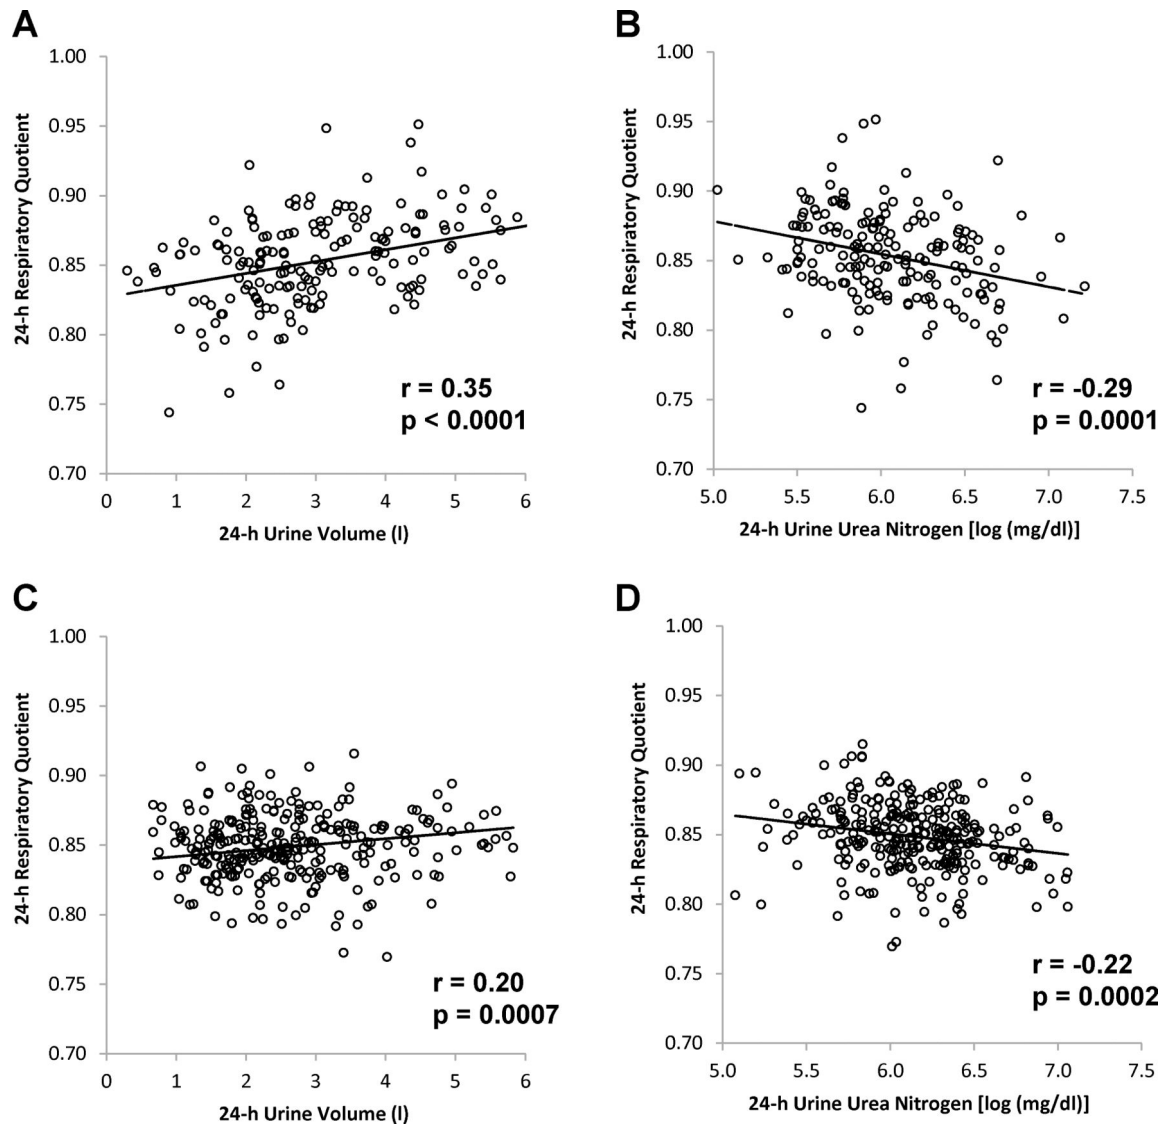 A
1.00
0.95
0.90
0.85
0.80
0.75
0.70
24-h Respiratory Quotient
r = 0.35
p < 0.0001
0 1 2 3 4 5 6
24-h Urine Volume (l)
B
1.00
0.95
0.90
0.85
0.80
0.75
0.70
24-h Respiratory Quotient
r = -0.29
p = 0.0001
5.0 5.5 6.0 6.5 7.0 7.5
24-h Urine Urea Nitrogen [log (mg/dl)]
C
1.00
0.95
0.90
0.85
0.80
0.75
0.70
24-h Respiratory Quotient
r = 0.20
p = 0.0007
0 1 2 3 4 5 6
24-h Urine Volume (l)
D
1.00
0.95
0.90
0.85
0.80
0.75
0.70
24-h Respiratory Quotient
r = -0.22
p = 0.0002
5.0 5.5 6.0 6.5 7.0 7.5
24-h Urine Urea Nitrogen [log (mg/dl)]